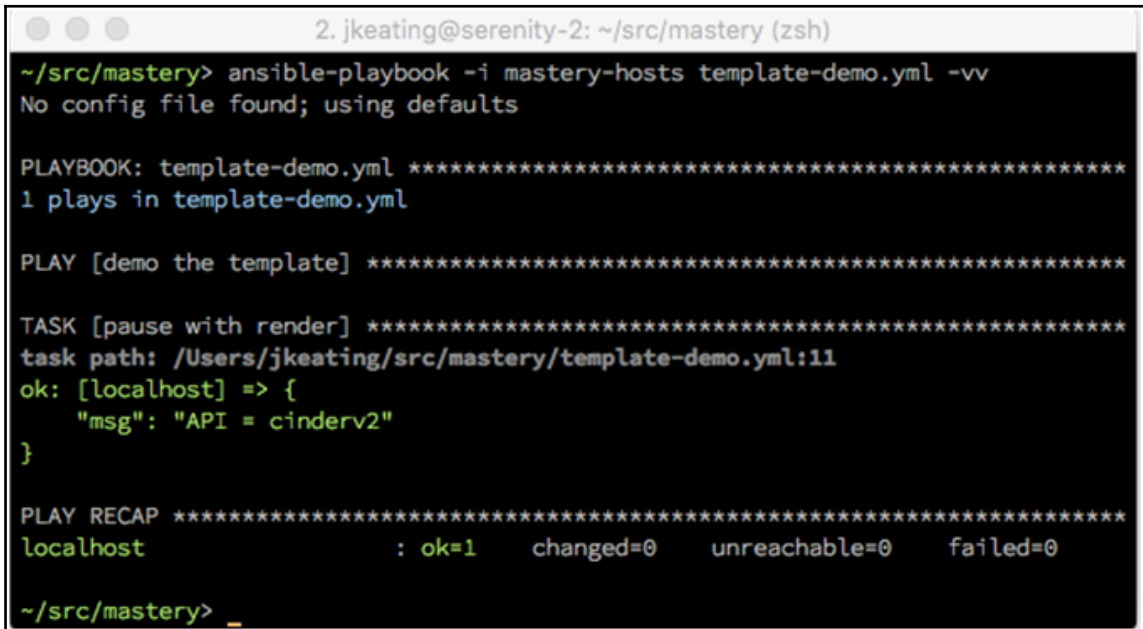 2. jkeating@serenity-2: ~/src/mastery (zsh)
~/src/mastery> ansible-playbook -i mastery-hosts template-demo.yml -vv
No config file found; using defaults
PLAYBOOK: template-demo.yml *******************************************************
1 plays in template-demo.yml
PLAY [demo the template] **********************************************************
TASK [pause with render] **********************************************************
task path: /Users/jkeating/src/mastery/template-demo.yml:11
ok: [localhost] => {
    "msg": "API = cinderv2"
}
PLAY RECAP *************************************************************************
localhost                  : ok=1    changed=0    unreachable=0    failed=0
~/src/mastery> _